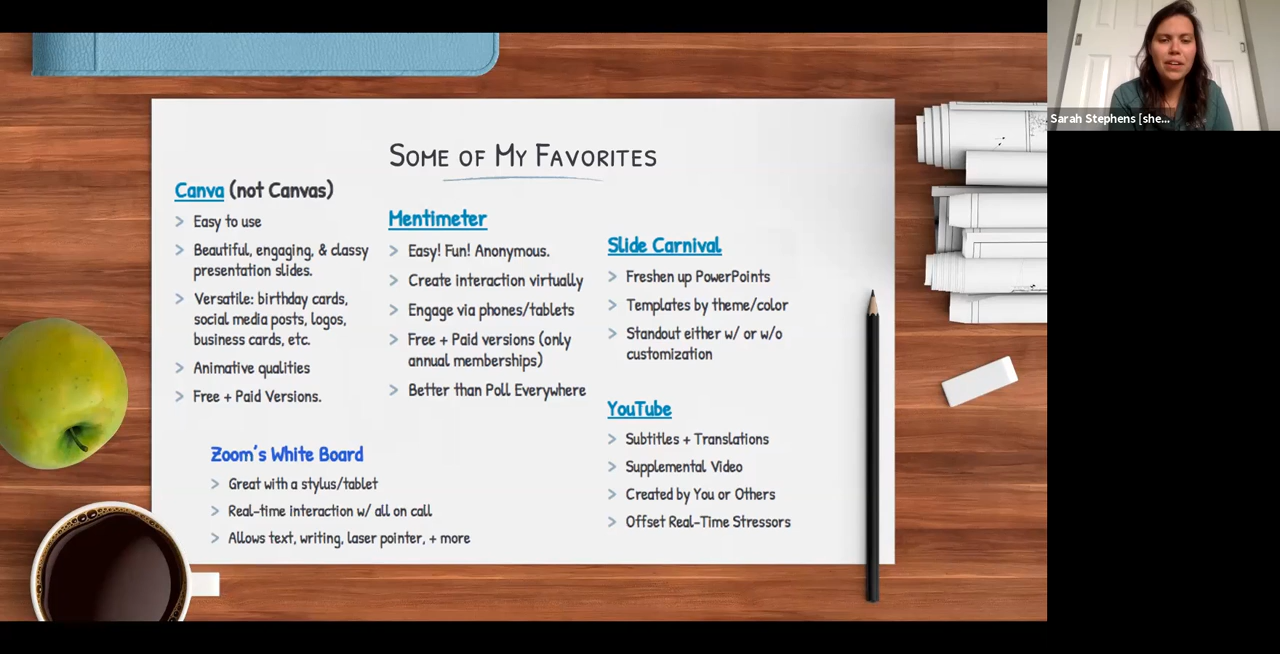 Some of My Favorites
Canva (not Canvas)
> Easy to use
> Beautiful, engaging, & classy
presentation slides.
> Versatile: birthday cards,
social media posts, logos,
business cards, etc.
> Animative qualities
> Free + Paid Versions.
Mentimeter
> Easy! Fun! Anonymous.
> Create interaction virtually
> Engage via phones/tablets
> Free + Paid versions (only
annual memberships)
> Better than Poll Everywhere
Slide Carnival
> Freshen up PowerPoints
> Templates by theme/color
> Standout either w/ or w/o
customization
YouTube
> Subtitles + Translations
> Supplemental Video
> Created by You or Others
> Offset Real-Time Stressors
Zoom's White Board
> Great with a stylus/tablet
> Real-time interaction w/ all on call
> Allows text, writing, laser pointer, + more
Sarah Stephens [she...